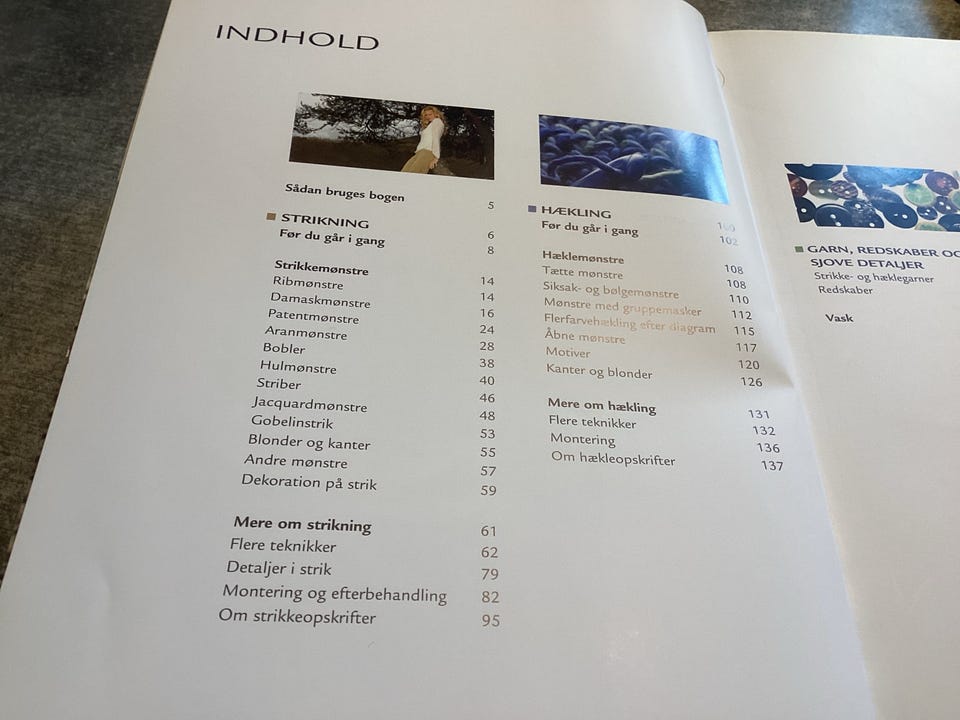 INDHOLD
Sådan bruges bogen 5
STRIKNING 6
Før du går i gang 8
Strikkemønstre 14
Ribmønstre 14
Damaskmønstre 16
Patentmønstre 24
Aranmønstre 28
Bobler 38
Hulmønstre 40
Striber 46
Jacquardmønstre 48
Gobelinstrik 53
Blonder og kanter 55
Andre mønstre 57
Dekoration på strik 59
Mere om strikning 61
Flere teknikker 62
Detaljer i strik 79
Montering og efterbehandling 82
Om strikkeopskrifter 95
HÆKLING 100
Før du går i gang 102
Hæklemønstre 108
Tætte mønstre 108
Siksak- og bølgemønstre 110
Mønstre med gruppemasker 112
Flerfarvehækling efter diagram 115
Åbne mønstre 117
Motiver 120
Kanter og blonder 126
Mere om hækling 131
Flere teknikker 132
Montering 136
Om hækleopskrifter 137
GARN, REDSKABER OG
SJOVE DETALJER
Strikke- og hæklegarner
Redskaber
Vask